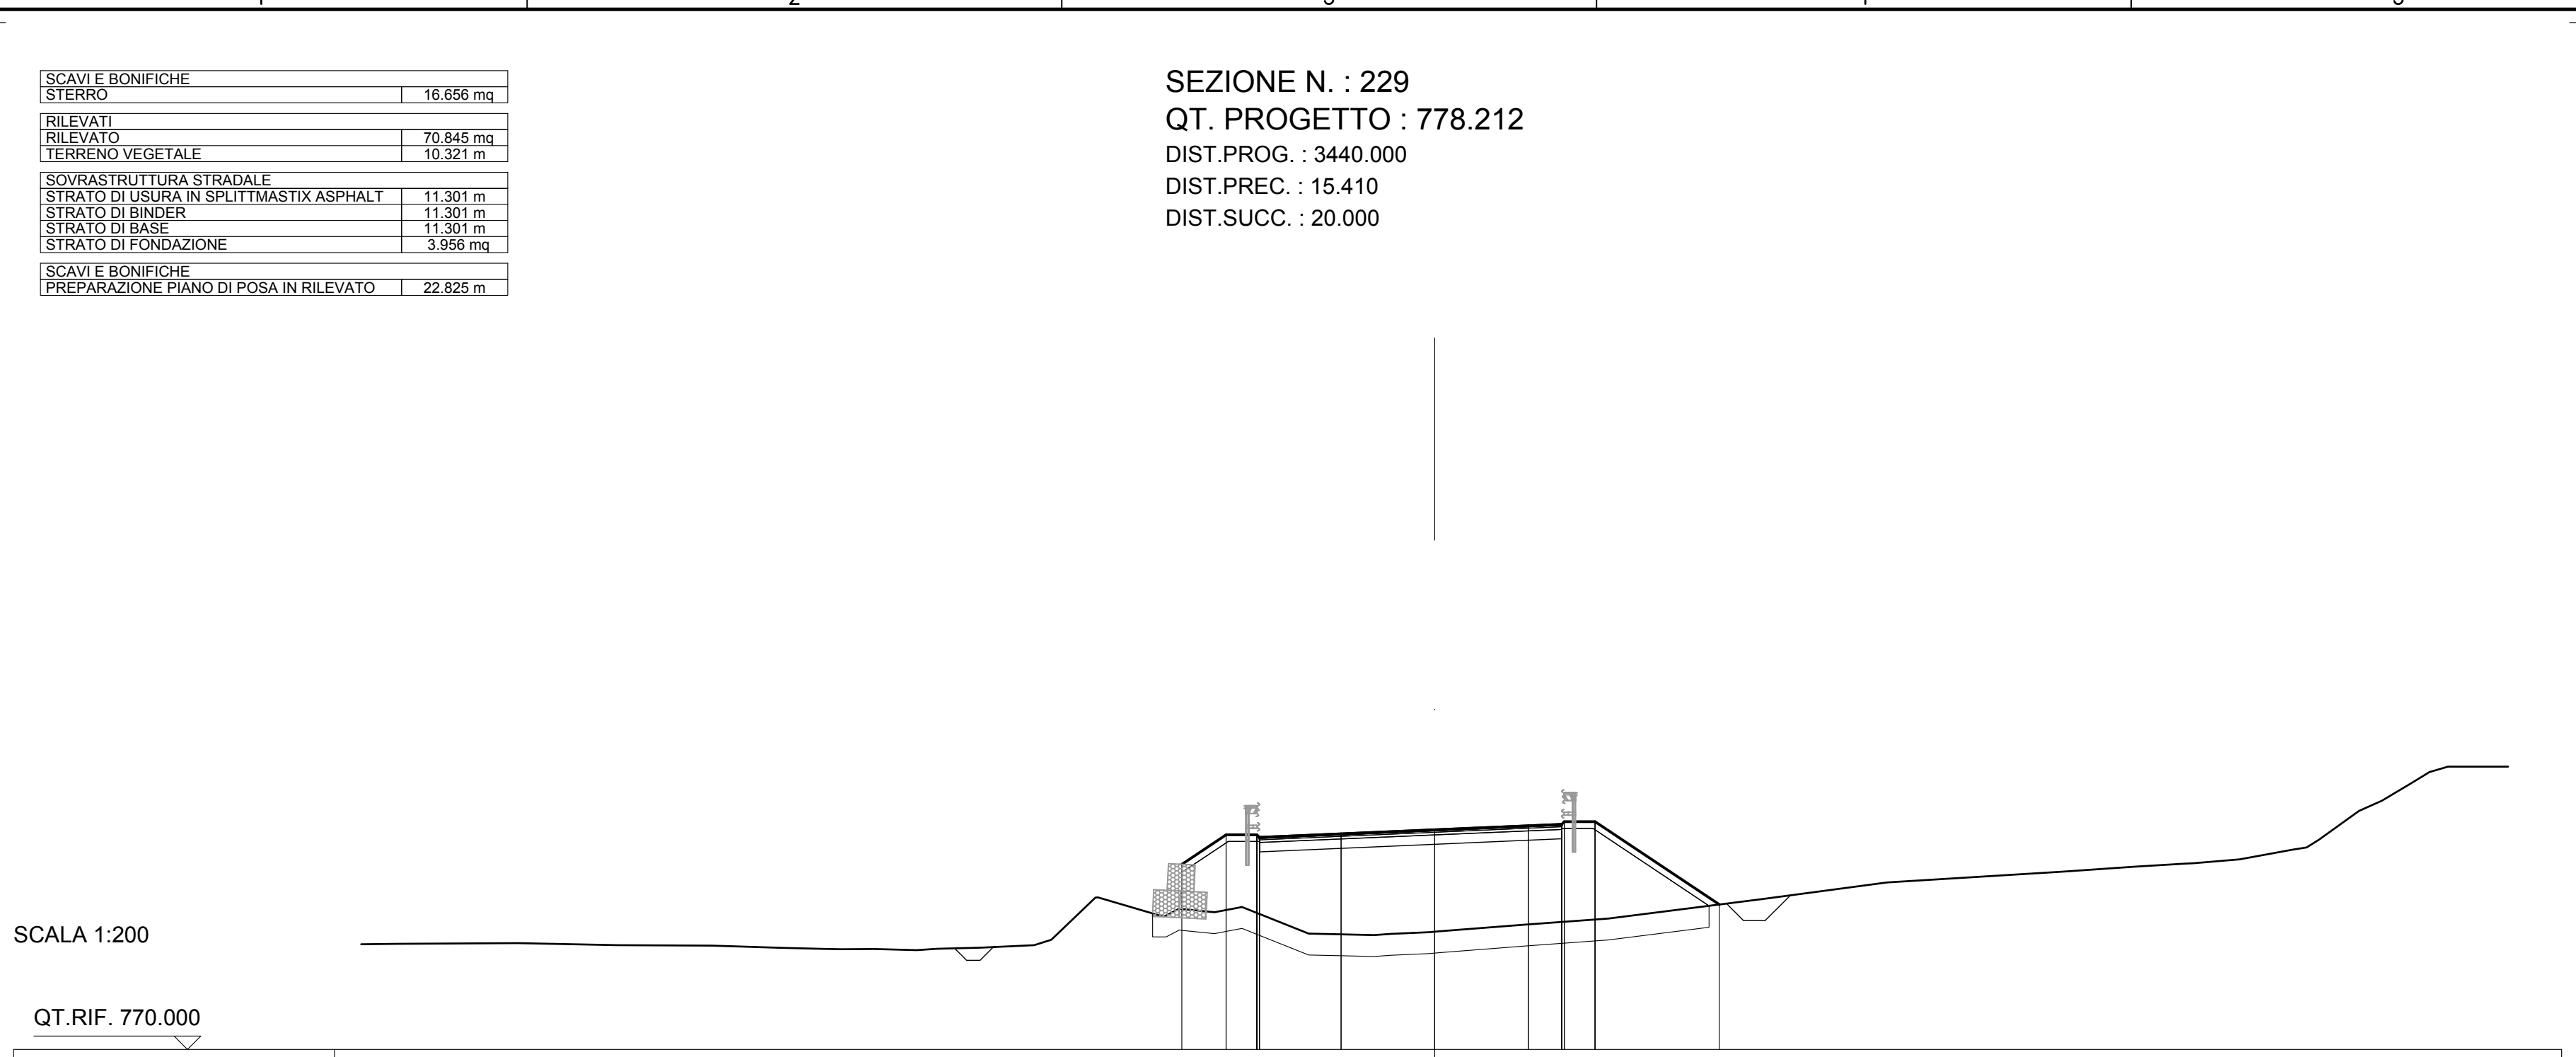 SCAVI E BONIFICHE
STERRO 16.656 mq
RILEVATI
RILEVATO 70.845 mq
TERRENO VEGETALE 10.321 m
SOVRASTRUTTURA STRADALE
STRATO DI USURA IN SPLITTMASTIX ASPHALT 11.301 m
STRATO DI BINDER 11.301 m
STRATO DI BASE 11.301 m
STRATO DI FONDAZIONE 3.956 mq
SCAVI E BONIFICHE
PREPARAZIONE PIANO DI POSA IN RILEVATO 22.825 m
SEZIONE N. : 229
QT. PROGETTO : 778.212
DIST.PROG. : 3440.000
DIST.PREC. : 15.410
DIST.SUCC. : 20.000
SCALA 1:200
QT.RIF. 770.000